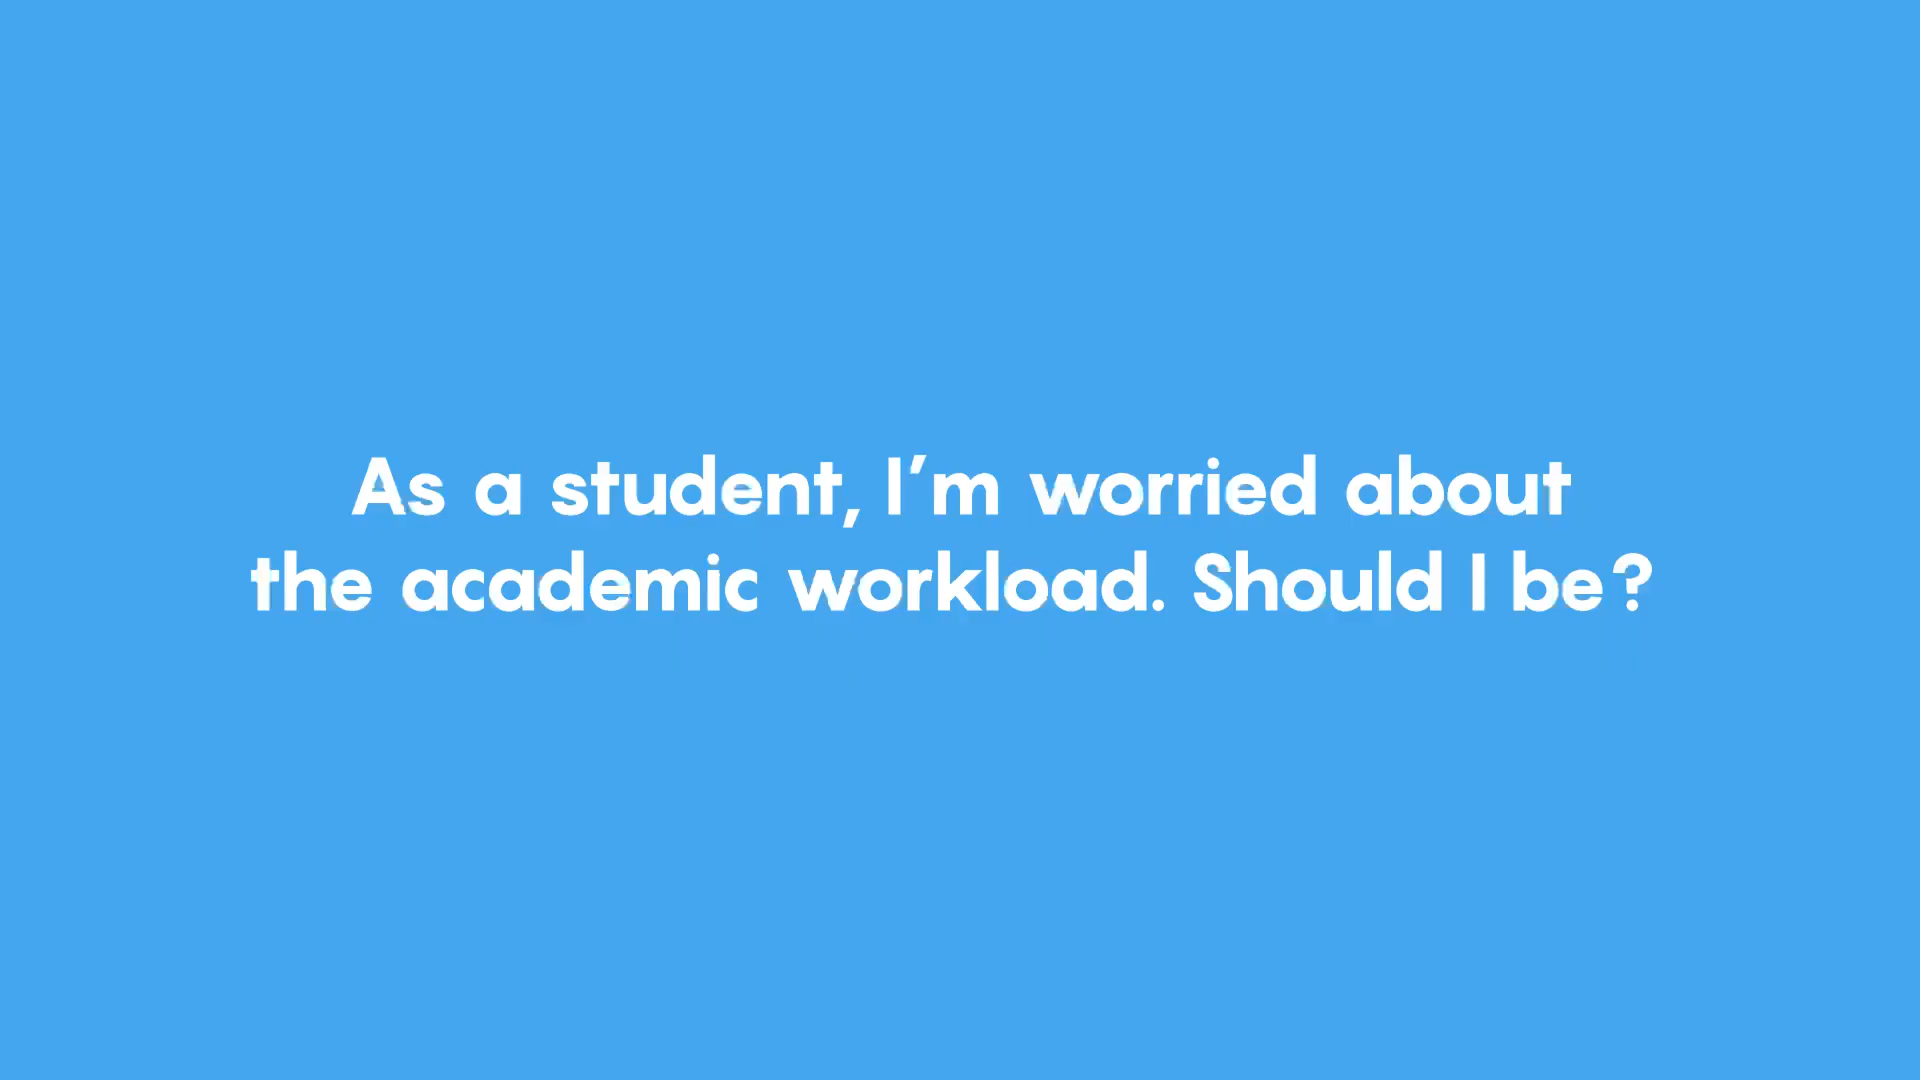 As a student, I’m worried about
the academic workload. Should I be?